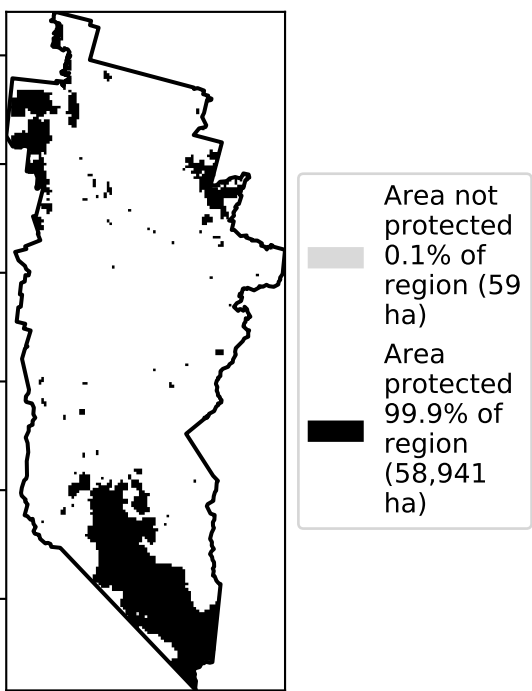 Area not
protected
0.1% of
region (59
ha)
Area
protected
99.9% of
region
(58,941
ha)